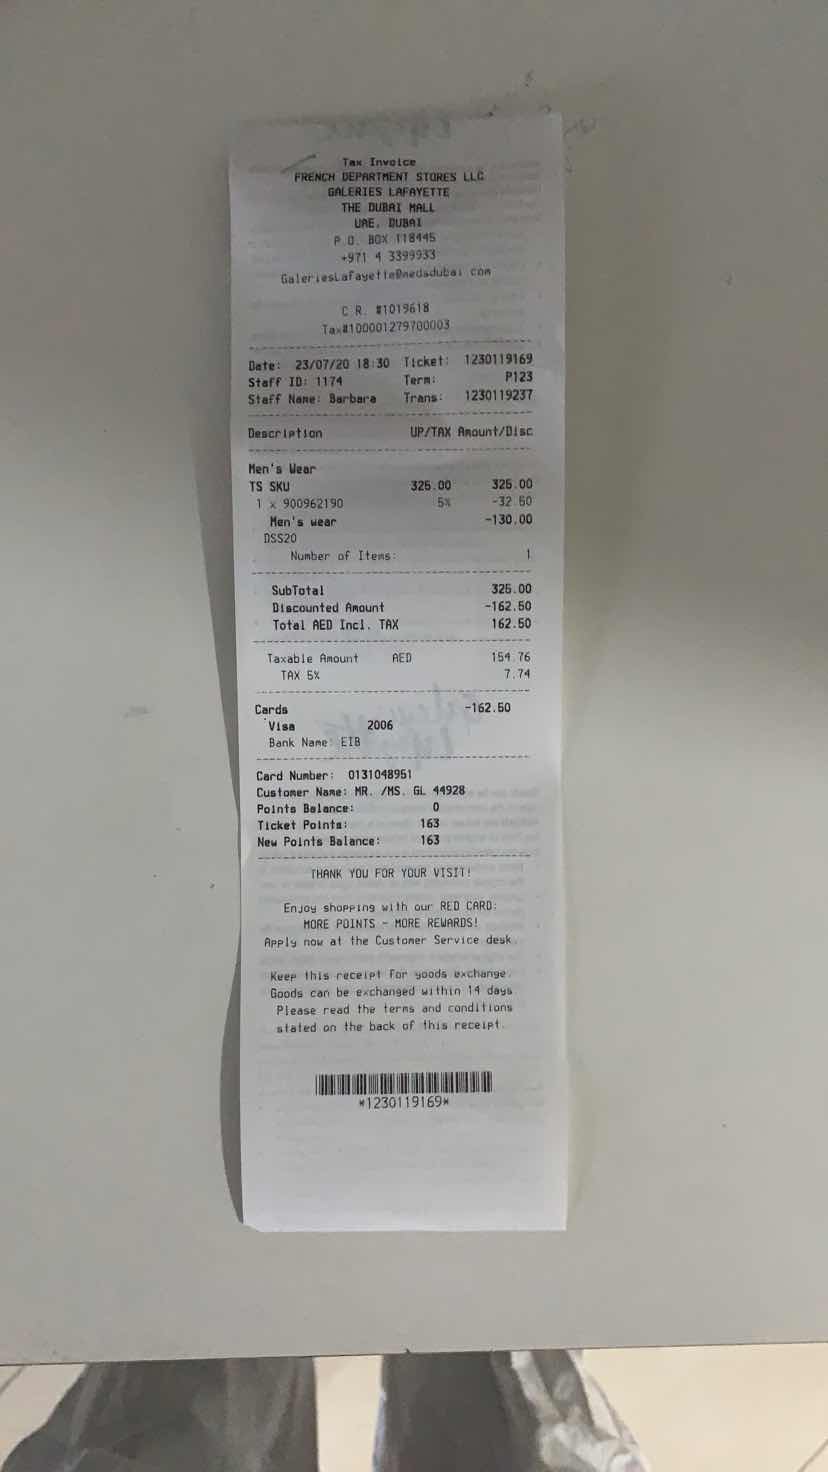 Tax Invoice
FRENCH DEPARTMENT STORES LLC
GALERIES LAFAYETTE
THE DUBAI MALL
UAE, DUBAI
P.O. BOX 118445
+971 4 3399933
GaleriesLafayette@medsdubai.com
C.R. #1019618
Tax#100001279700003
Date: 23/07/20 18:30 Ticket: 1230119169
Staff ID: 1174 Term: P123
Staff Name: Barbara Trans: 1230119237
Description UP/TAX Amount/Disc
Men's Wear
TS SKU 325.00 325.00
1 x 900962190 5% -32.50
Men's wear -130.00
DSS20
Number of Items: 1
SubTotal 325.00
Discounted Amount -162.50
Total AED Incl. TAX 162.50
Taxable Amount AED 154.76
TAX 5% 7.74
Cards -162.50
Visa 2006
Bank Name: EIB
Card Number: 0131048951
Customer Name: MR. /MS. GL 44928
Points Balance: 0
Ticket Points: 163
New Points Balance: 163
THANK YOU FOR YOUR VISIT!
Enjoy shopping with our RED CARD:
MORE POINTS - MORE REWARDS!
Apply now at the Customer Service desk.
Keep this receipt for goods exchange.
Goods can be exchanged within 14 days.
Please read the terms and conditions
stated on the back of this receipt.
*1230119169*